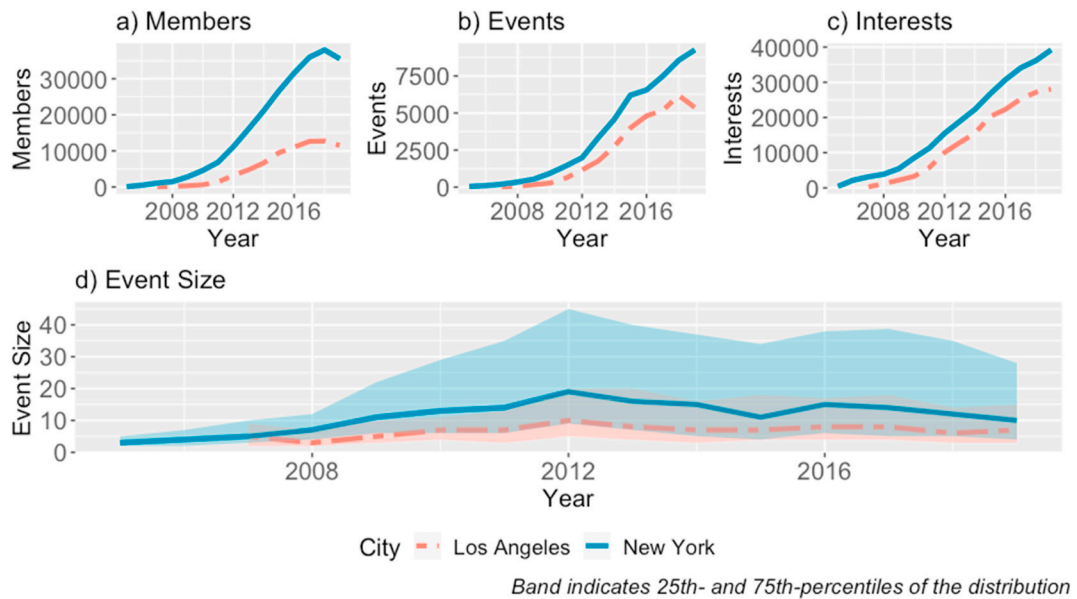 a) Members
Members
30000
20000
10000
0
2008 2012 2016
Year
b) Events
Events
7500
5000
2500
0
2008 2012 2016
Year
c) Interests
Interests
40000
30000
20000
10000
0
2008 2012 2016
Year
d) Event Size
Event Size
40
30
20
10
0
2008 2012 2016
Year
City Los Angeles New York
Band indicates 25th- and 75th-percentiles of the distribution